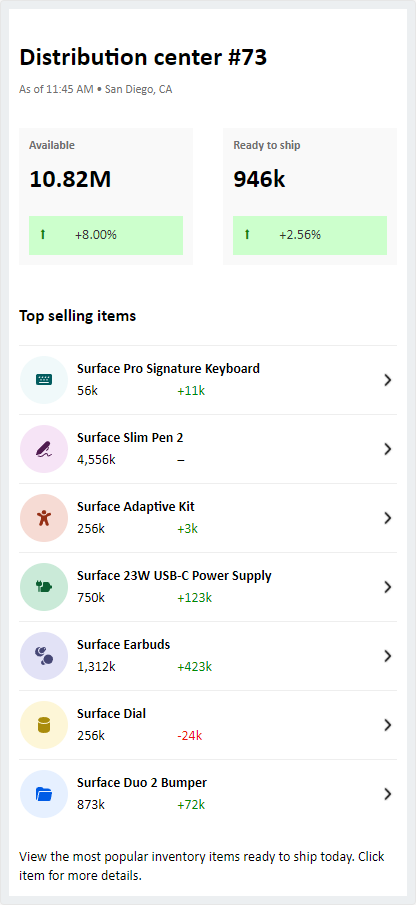 Distribution center #73
As of 11:45 AM • San Diego, CA
Available
10.82M
↑ +8.00%
Ready to ship
946k
↑ +2.56%
Top selling items
Surface Pro Signature Keyboard
56k +11k
Surface Slim Pen 2
4,556k –
Surface Adaptive Kit
256k +3k
Surface 23W USB-C Power Supply
750k +123k
Surface Earbuds
1,312k +423k
Surface Dial
256k -24k
Surface Duo 2 Bumper
873k +72k
View the most popular inventory items ready to ship today. Click
item for more details.